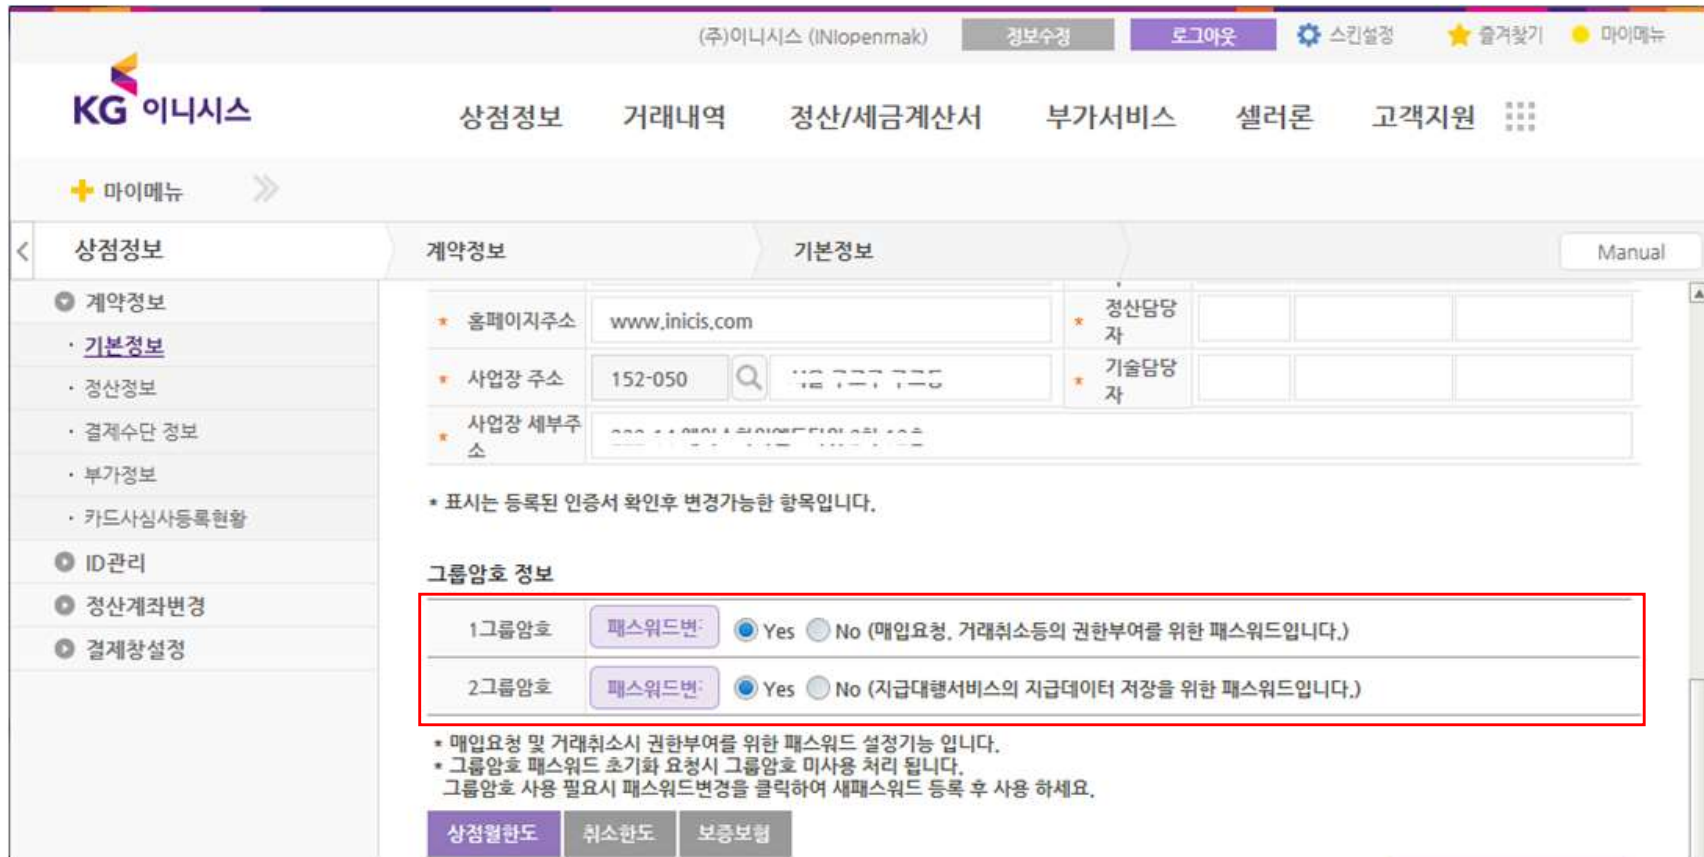 (주)이니시스 (INIopenmak) 정보수정 로그아웃 스킨설정 즐겨찾기 마이메뉴
KG 이니시스
상점정보 거래내역 정산/세금계산서 부가서비스 셀러론 고객지원
마이메뉴
상점정보 계약정보 기본정보 Manual
계약정보
· 기본정보
· 정산정보
· 결제수단 정보
· 부가정보
· 카드사심사등록현황
ID관리
정산계좌변경
결제창설정
* 홈페이지주소 www.inicis.com * 정산담당
자
* 사업장 주소 152-050 * 기술담당
자
* 사업장 세부주
소
* 표시는 등록된 인증서 확인후 변경가능한 항목입니다.
그룹암호 정보
1그룹암호 패스워드변 Yes No (매입요청, 거래취소등의 권한부여를 위한 패스워드입니다.)
2그룹암호 패스워드변 Yes No (지급대행서비스의 지급데이터 저장을 위한 패스워드입니다.)
* 매입요청 및 거래취소시 권한부여를 위한 패스워드 설정기능 입니다.
* 그룹암호 패스워드 초기화 요청시 그룹암호 미사용 처리 됩니다.
그룹암호 사용 필요시 패스워드변경을 클릭하여 새패스워드 등록 후 사용 하세요.
상점월한도 취소한도 보증보험